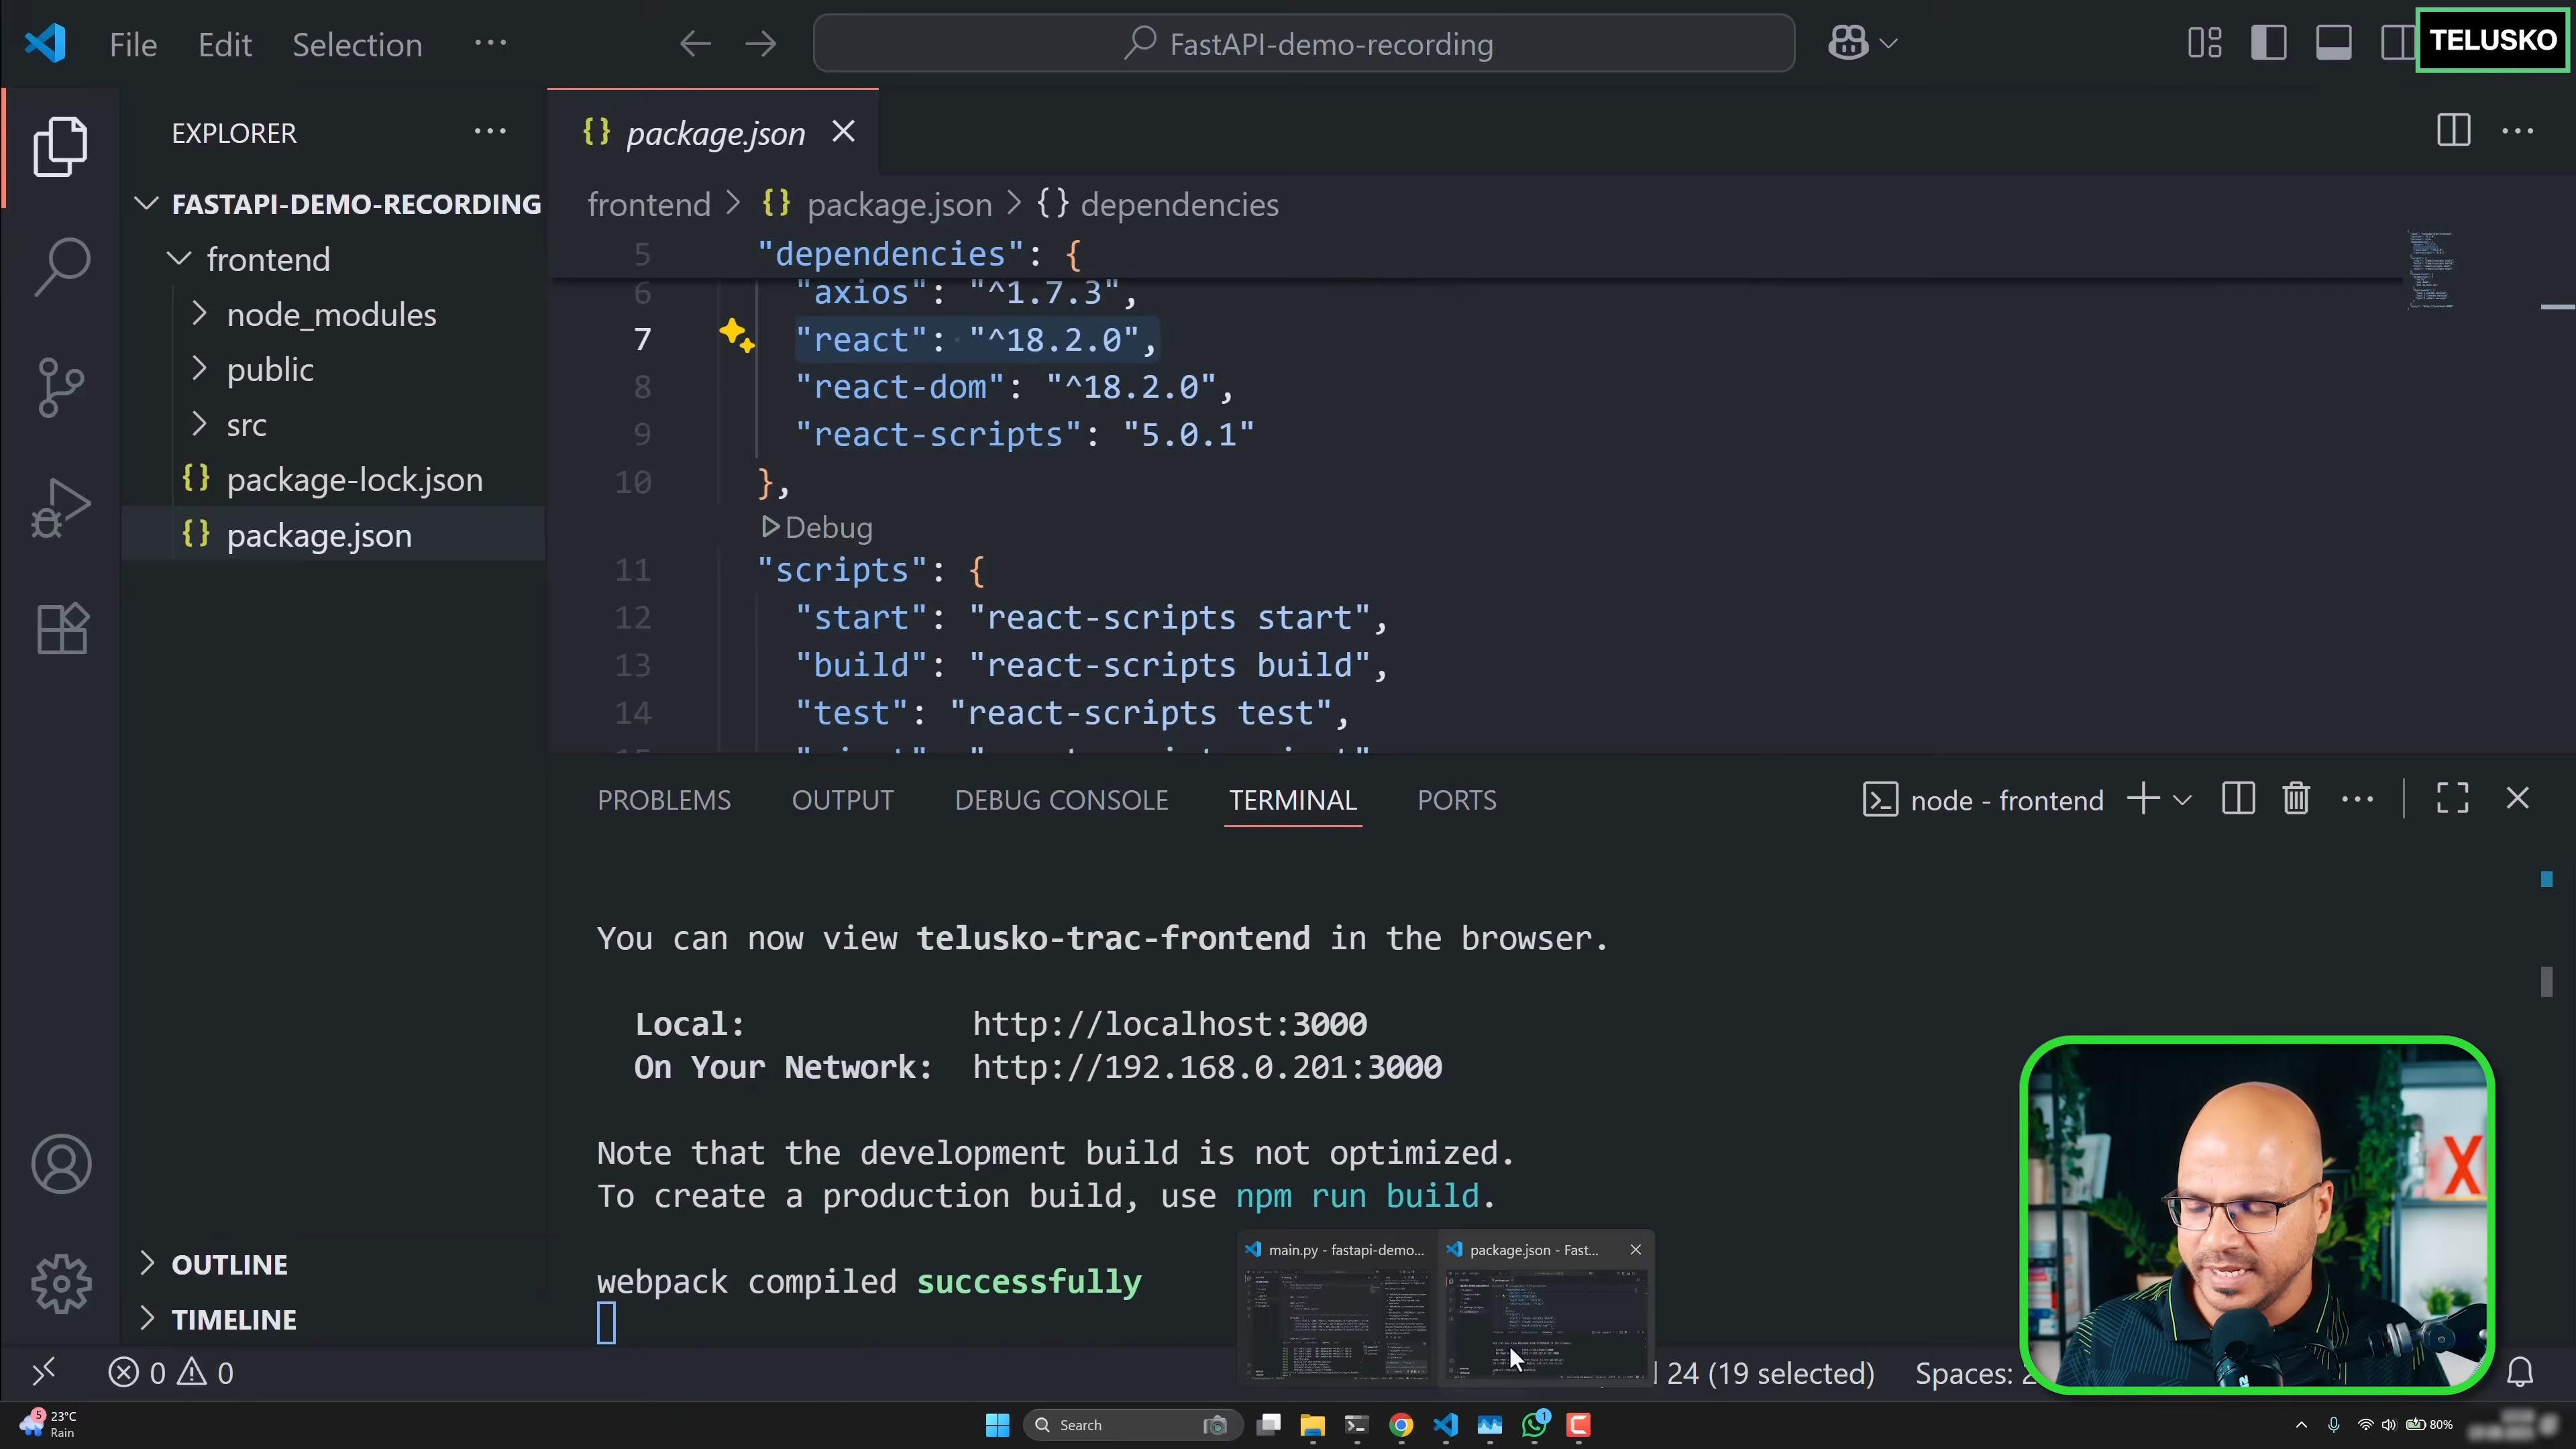 File Edit Selection ···
FastAPI-demo-recording
TELUSKO
EXPLORER
FASTAPI-DEMO-RECORDING
frontend
node_modules
public
src
package-lock.json
package.json
OUTLINE
TIMELINE
package.json
frontend > {} package.json > {} dependencies
5 "dependencies": {
6 "axios": "^1.7.3",
7 "react": "^18.2.0",
8 "react-dom": "^18.2.0",
9 "react-scripts": "5.0.1"
10 },
Debug
11 "scripts": {
12 "start": "react-scripts start",
13 "build": "react-scripts build",
14 "test": "react-scripts test",
PROBLEMS OUTPUT DEBUG CONSOLE TERMINAL PORTS
node - frontend
You can now view telusko-trac-frontend in the browser.
Local: http://localhost:3000
On Your Network: http://192.168.0.201:3000
Note that the development build is not optimized.
To create a production build, use npm run build.
webpack compiled successfully
main.py - fastapi-demo... package.json - Fast...
X
0 0
24 (19 selected) Spaces:
5 23°C
Rain
Search
1
80%